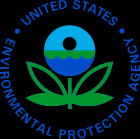 UNITED STATES
• ENVIRONMENTAL PROTECTION AGENCY •